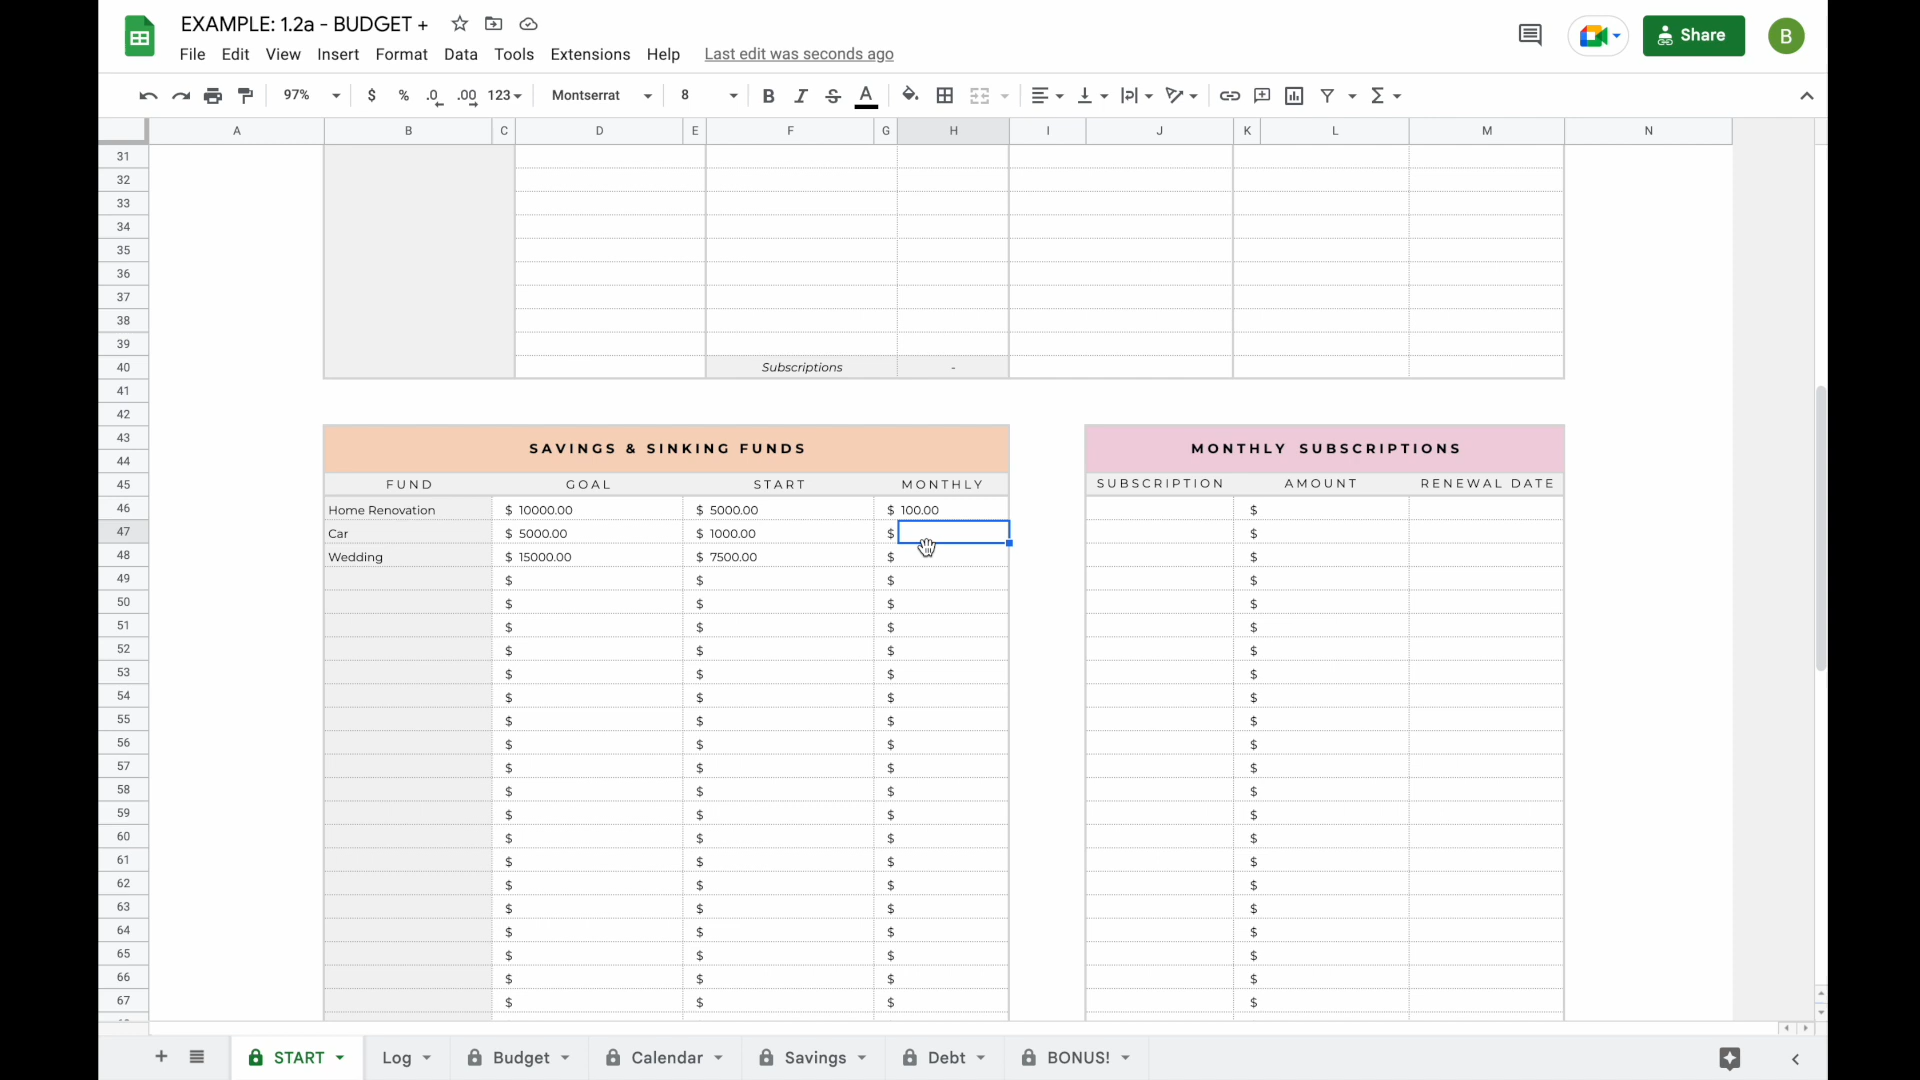 EXAMPLE: 1.2a - BUDGET +
Share
B
File Edit View Insert Format Data Tools Extensions Help Last edit was seconds ago
97% $ % .0 .00 123 Montserrat 8 B I S A
A B C D E F G H I J K L M N
31
32
33
34
35
36
37
38
39
40 Subscriptions -
41
42
43
SAVINGS & SINKING FUNDS MONTHLY SUBSCRIPTIONS
44
45 FUND GOAL START MONTHLY SUBSCRIPTION AMOUNT RENEWAL DATE
46 Home Renovation $ 10000.00 $ 5000.00 $ 100.00 $
47 Car $ 5000.00 $ 1000.00 $ $
48 Wedding $ 15000.00 $ 7500.00 $ $
49 $ $ $ $
50 $ $ $ $
51 $ $ $ $
52 $ $ $ $
53 $ $ $ $
54 $ $ $ $
55 $ $ $ $
56 $ $ $ $
57 $ $ $ $
58 $ $ $ $
59 $ $ $ $
60 $ $ $ $
61 $ $ $ $
62 $ $ $ $
63 $ $ $ $
64 $ $ $ $
65 $ $ $ $
66 $ $ $ $
67 $ $ $ $
START Log Budget Calendar Savings Debt BONUS!